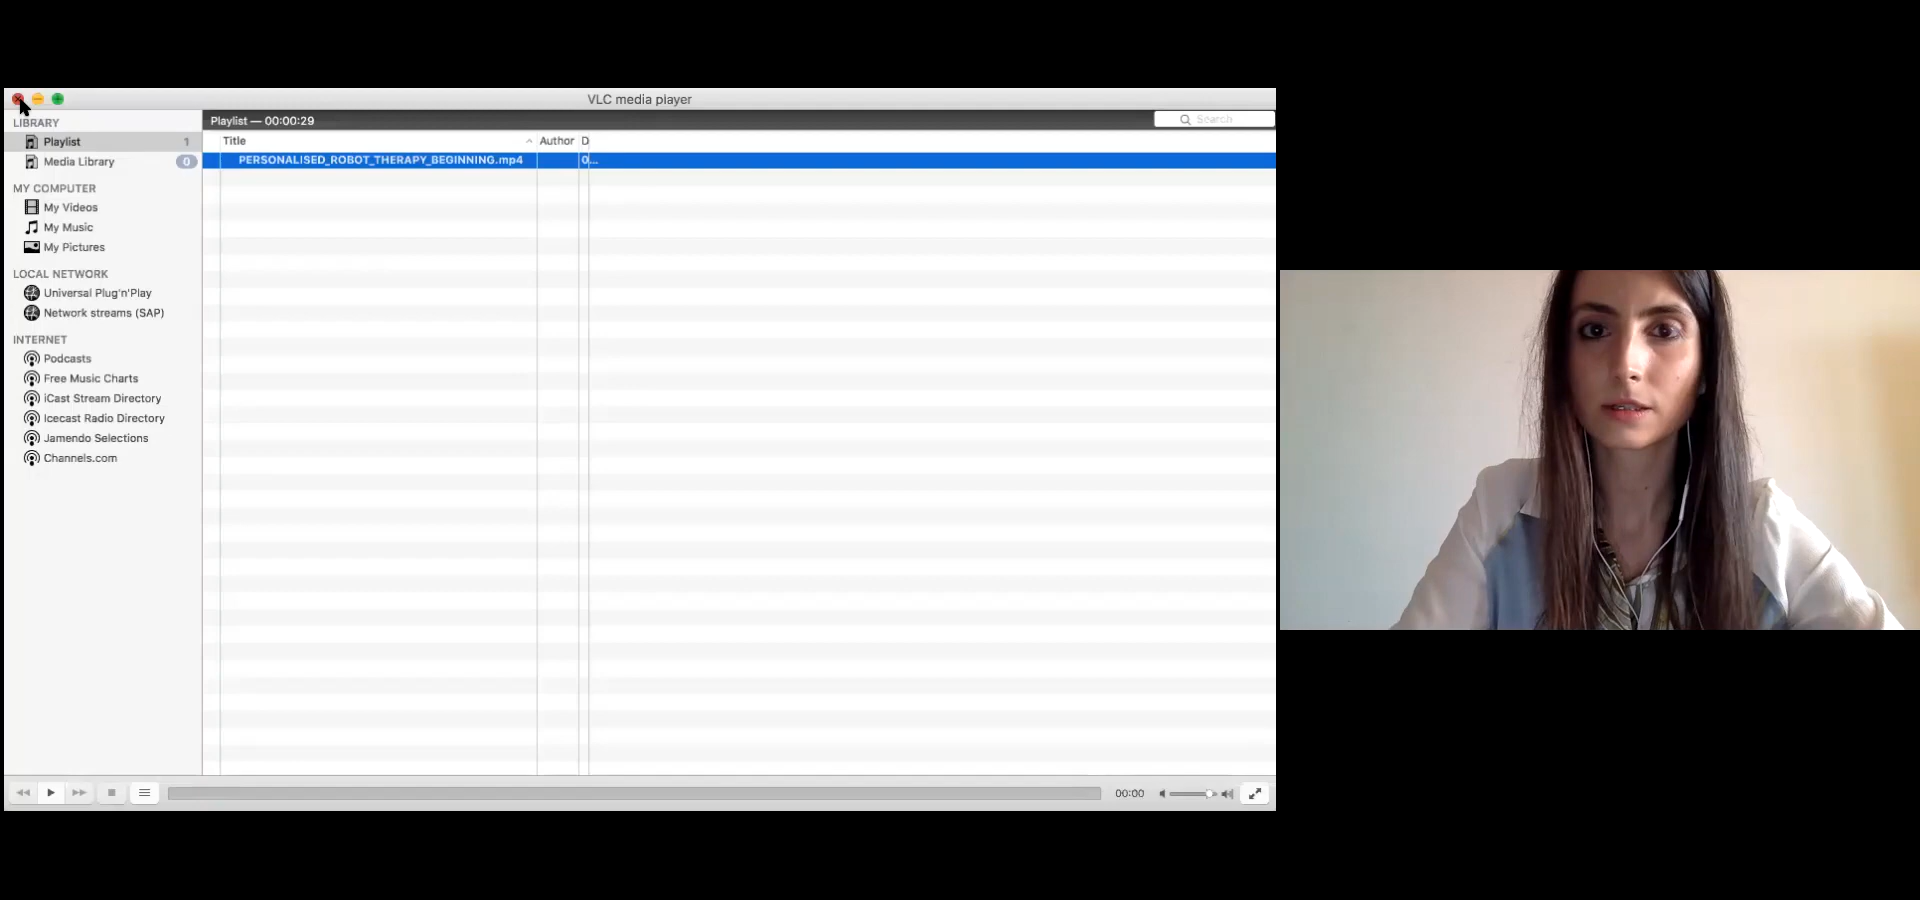 VLC media player
LIBRARY
Playlist 1
Media Library 0
MY COMPUTER
My Videos
My Music
My Pictures
LOCAL NETWORK
Universal Plug'n'Play
Network streams (SAP)
INTERNET
Podcasts
Free Music Charts
iCast Stream Directory
Icecast Radio Directory
Jamendo Selections
Channels.com
Playlist — 00:00:29
Search
Title Author D
PERSONALISED_ROBOT_THERAPY_BEGINNING.mp4 0...
00:00